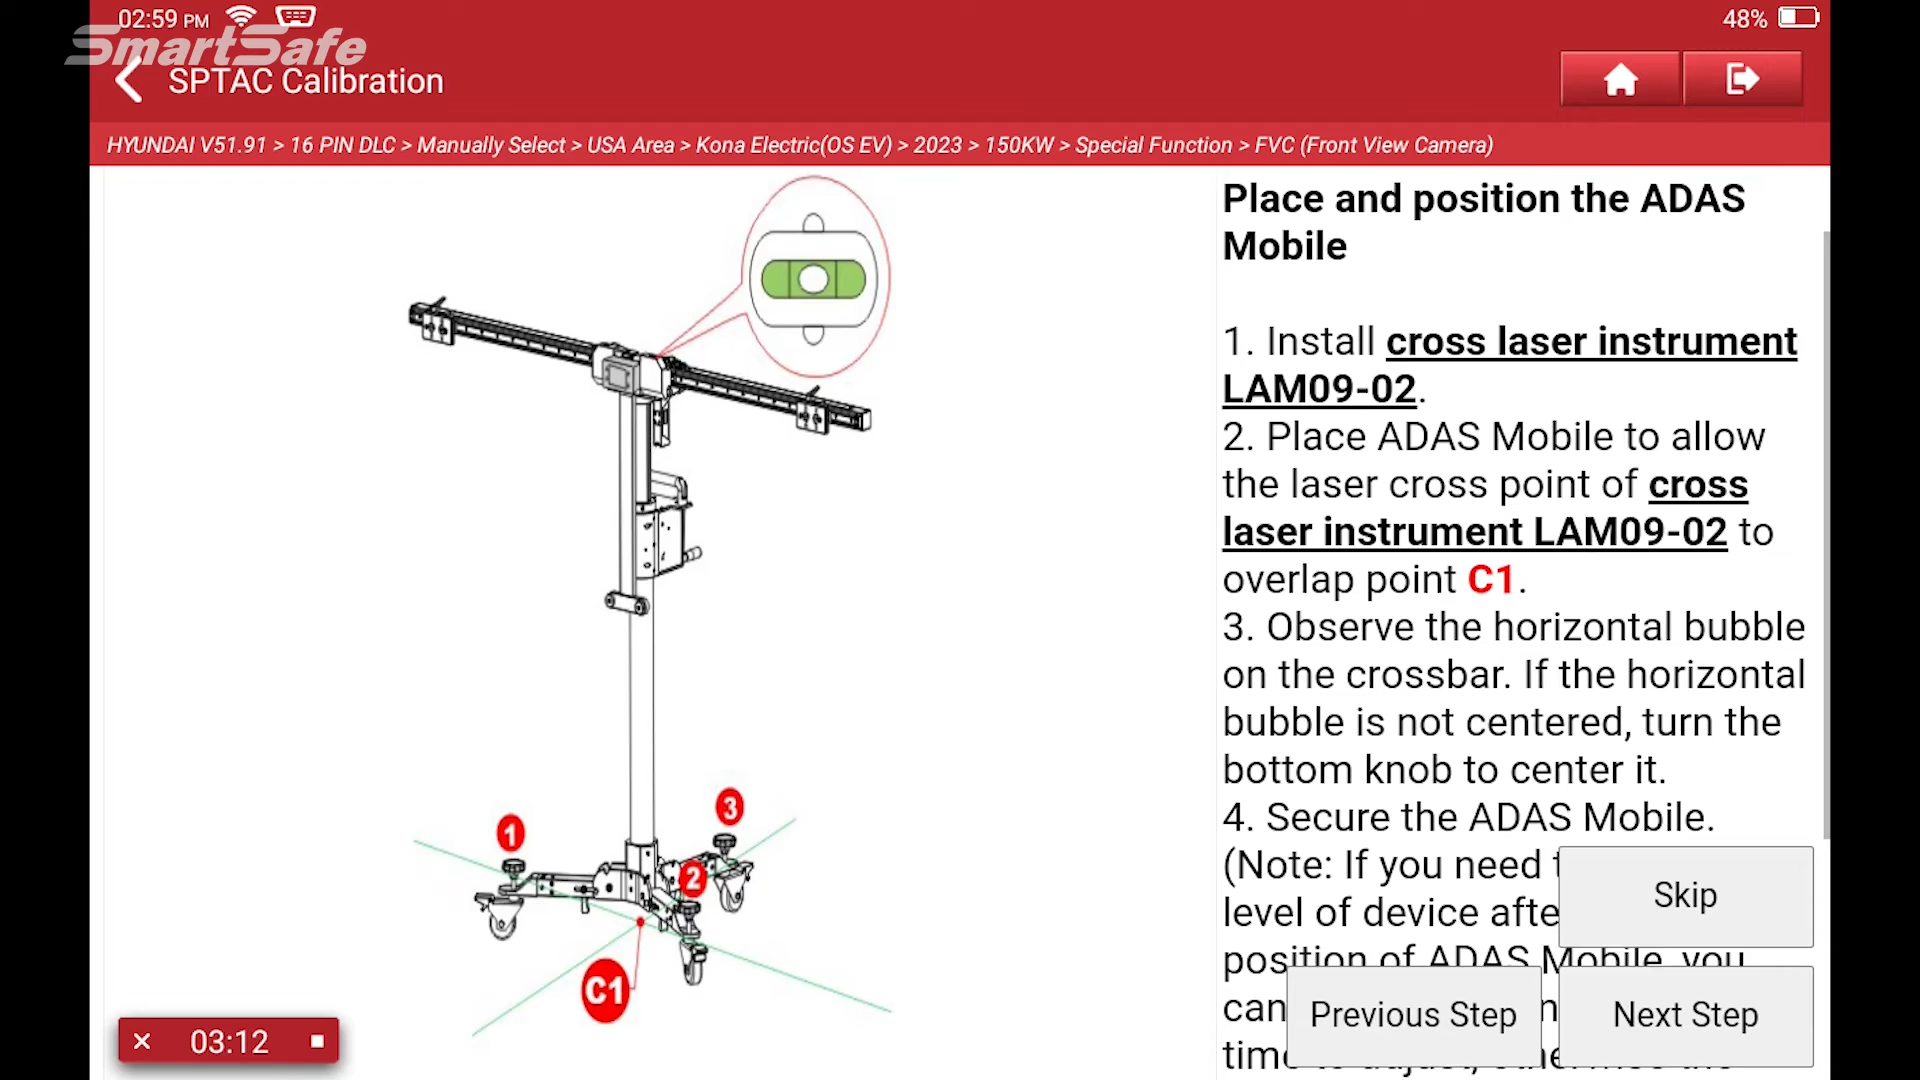 02:59 PM
48%
SmartSafe
SPTAC Calibration
HYUNDAI V51.91 > 16 PIN DLC > Manually Select > USA Area > Kona Electric(OS EV) > 2023 > 150KW > Special Function > FVC (Front View Camera)
Place and position the ADAS
Mobile
1. Install cross laser instrument
LAM09-02.
2. Place ADAS Mobile to allow
the laser cross point of cross
laser instrument LAM09-02 to
overlap point C1.
3. Observe the horizontal bubble
on the crossbar. If the horizontal
bubble is not centered, turn the
bottom knob to center it.
4. Secure the ADAS Mobile.
(Note: If you need
level of device
position of ADAS Mobile, you
can
Skip
Previous Step
Next Step
1
3
2
C1
03:12